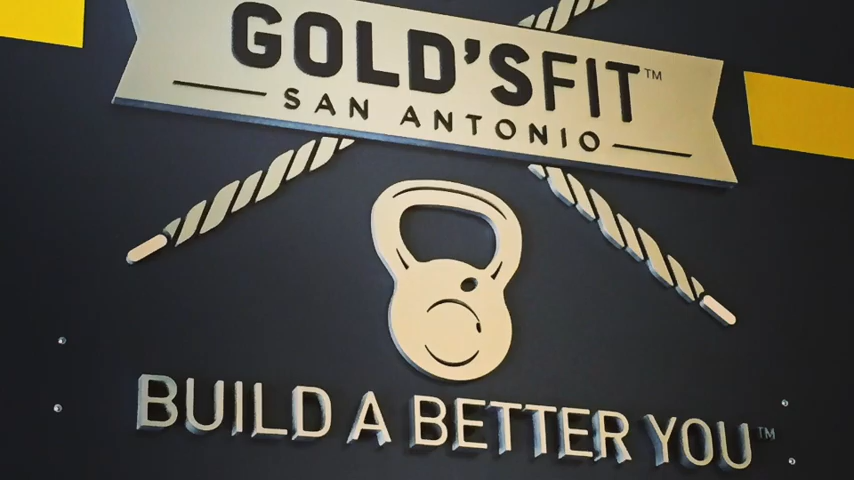 GOLD'SFIT™
SAN ANTONIO
BUILD A BETTER YOU™